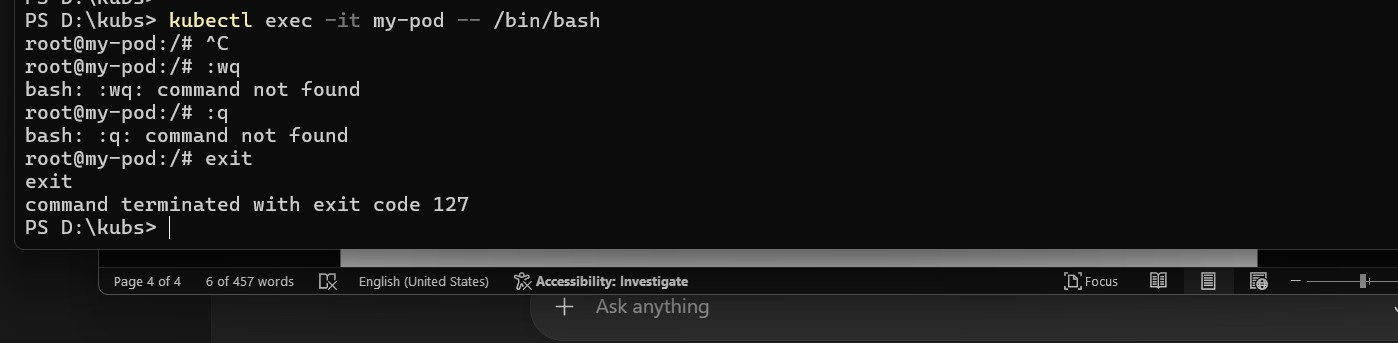 PS D:\kubs> kubectl exec -it my-pod -- /bin/bash
root@my-pod:/# ^C
root@my-pod:/# :wq
bash: :wq: command not found
root@my-pod:/# :q
bash: :q: command not found
root@my-pod:/# exit
exit
command terminated with exit code 127
PS D:\kubs>
Page 4 of 4 6 of 457 words English (United States) Accessibility: Investigate Focus
Ask anything